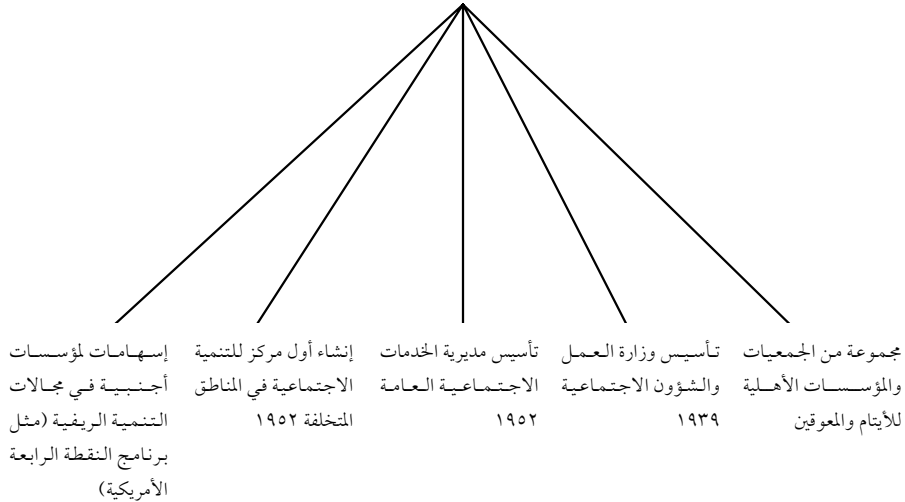 مجموعة من الجمعيات
والمؤسسات الأهلية
للأيتام والمعوقين
تأسيس وزارة العمل
والشؤون الاجتماعية
١٩٣٩
تأسيس مديرية الخدمات
الاجتماعية العامة
١٩٥٢
إنشاء أول مركز للتنمية
الاجتماعية في المناطق
المتخلفة ١٩٥٢
إسهامات لمؤسسات
أجنبية في مجالات
التنمية الريفية (مثل
برنامج النقطة الرابعة
الأمريكية)